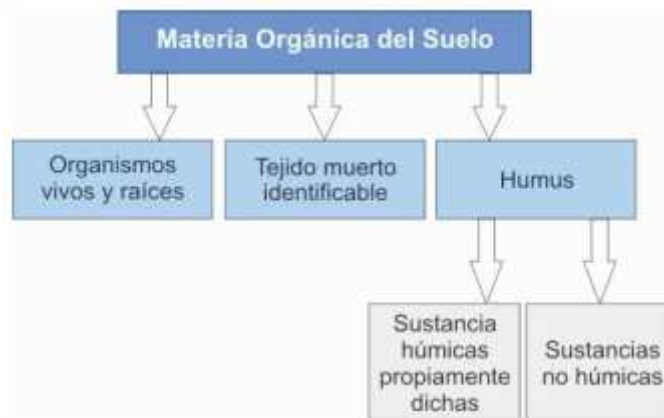 Materia Orgánica del Suelo
Organismos
vivos y raíces
Tejido muerto
identificable
Humus
Sustancia
húmicas
propiamente
dichas
Sustancias
no húmicas